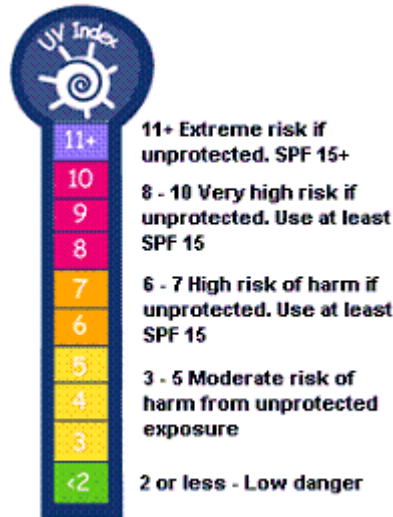 UV Index
11+
11+ Extreme risk if
unprotected. SPF 15+
10
9
8
8 - 10 Very high risk if
unprotected. Use at least
SPF 15
7
6
6 - 7 High risk of harm if
unprotected. Use at least
SPF 15
5
4
3
3 - 5 Moderate risk of
harm from unprotected
exposure
<2
2 or less - Low danger